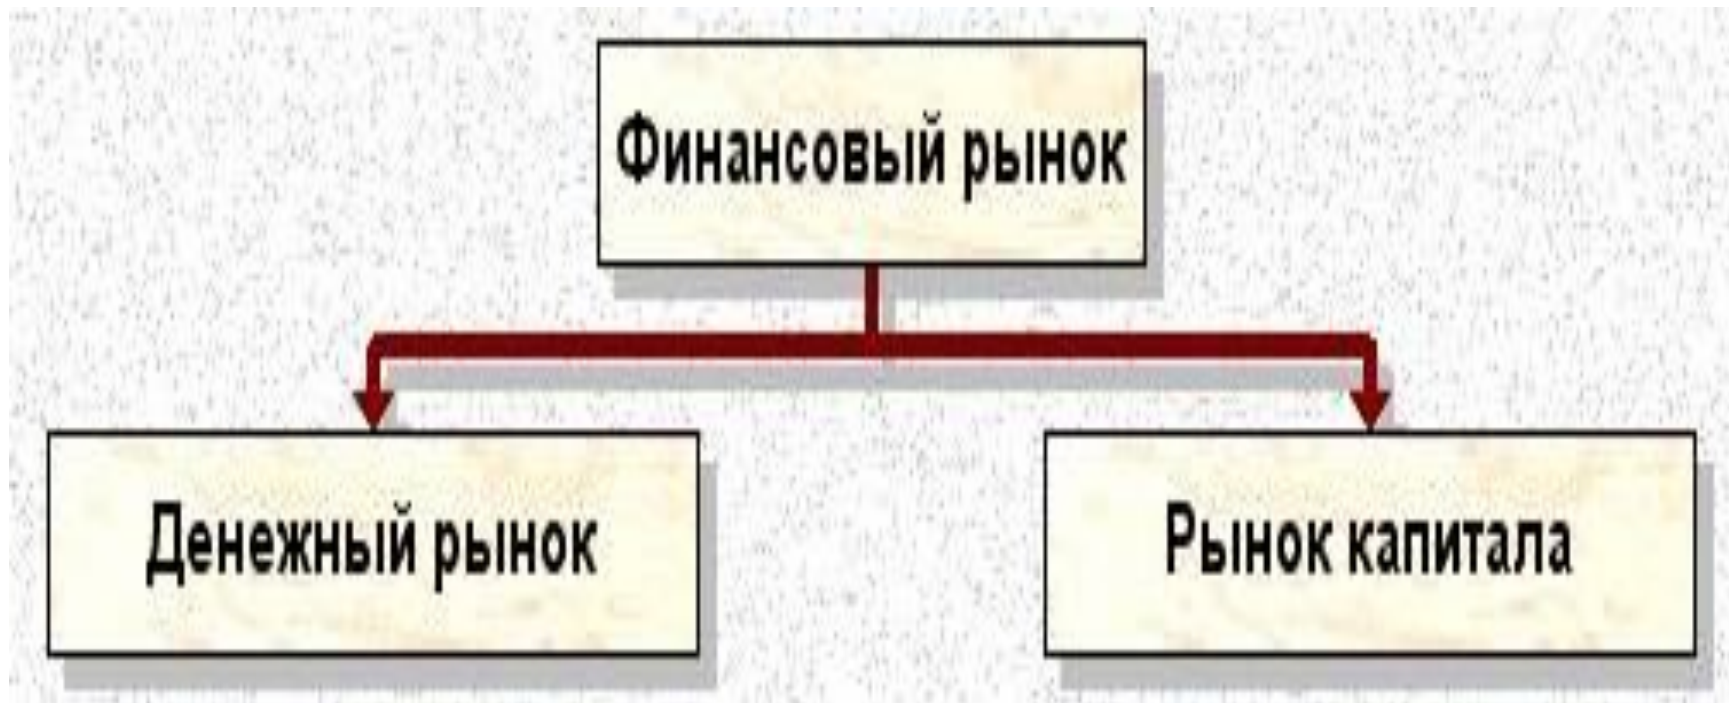 Финансовый рынок
Денежный рынок
Рынок капитала